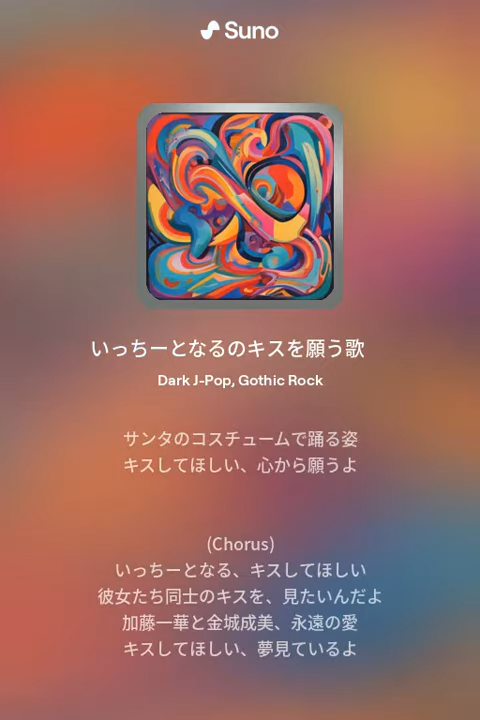 Suno
いっちーとなるのキスを願う歌
Dark J-Pop, Gothic Rock
サンタのコスチュームで踊る姿
キスしてほしい、心から願うよ
(Chorus)
いっちーとなる、キスしてほしい
彼女たち同士のキスを、見たいんだよ
加藤一華と金城成美、永遠の愛
キスしてほしい、夢見ているよ